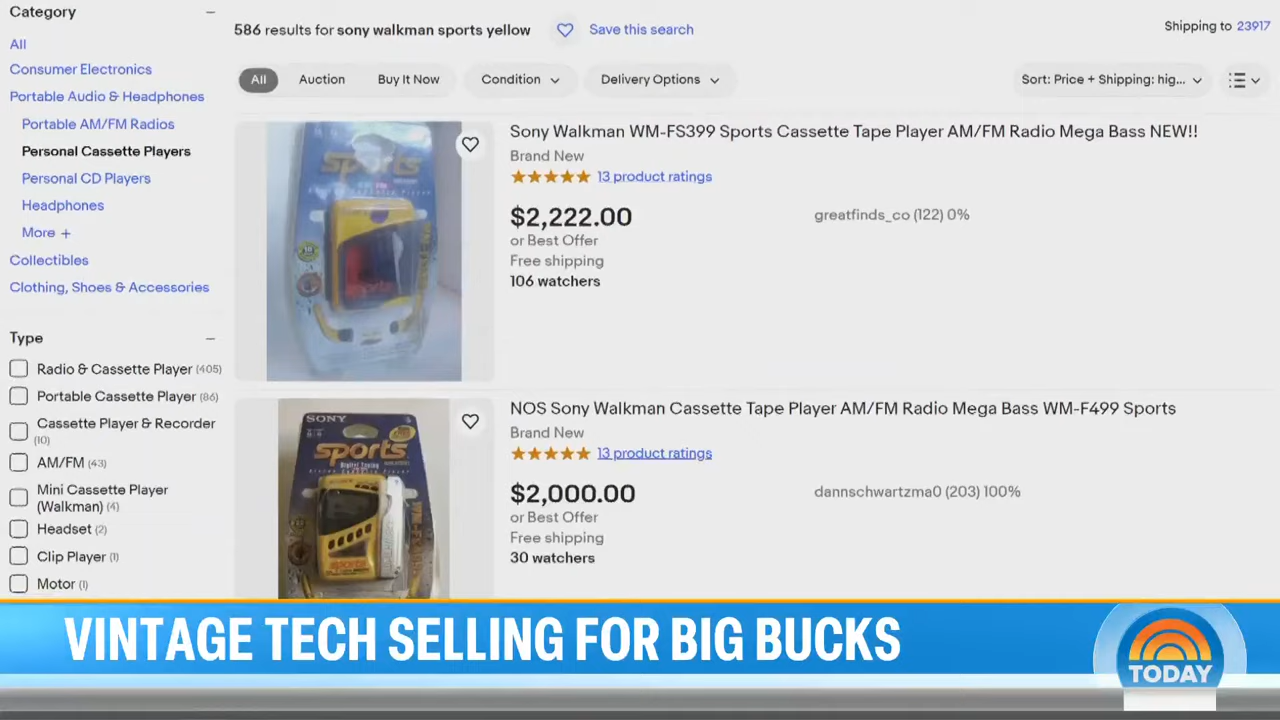 Category
586 results for sony walkman sports yellow
Save this search
Shipping to 23917
All
Consumer Electronics
Portable Audio & Headphones
Portable AM/FM Radios
Personal Cassette Players
Personal CD Players
Headphones
More +
Collectibles
Clothing, Shoes & Accessories
Type
Radio & Cassette Player (405)
Portable Cassette Player (86)
Cassette Player & Recorder
(10)
AM/FM (43)
Mini Cassette Player
(Walkman) (4)
Headset (2)
Clip Player (1)
Motor (1)
All
Auction
Buy It Now
Condition
Delivery Options
Sort: Price + Shipping: hig...
sports
Sony Walkman WM-FS399 Sports Cassette Tape Player AM/FM Radio Mega Bass NEW!!
Brand New
13 product ratings
$2,222.00
or Best Offer
Free shipping
106 watchers
greatfinds_co (122) 0%
SONY
sports
sports
NOS Sony Walkman Cassette Tape Player AM/FM Radio Mega Bass WM-F499 Sports
Brand New
13 product ratings
$2,000.00
or Best Offer
Free shipping
30 watchers
dannschwartzma0 (203) 100%
VINTAGE TECH SELLING FOR BIG BUCKS
TODAY